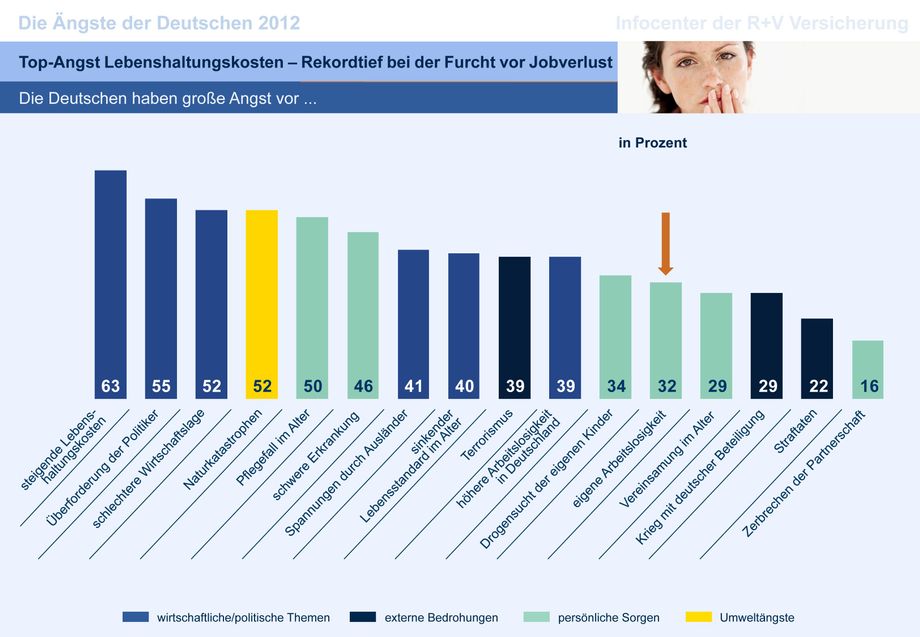 Die Ängste der Deutschen 2012
Infocenter der R+V Versicherung
Top-Angst Lebenshaltungskosten – Rekordtief bei der Furcht vor Jobverlust
Die Deutschen haben große Angst vor ...
in Prozent
63
55
52
52
50
46
41
40
39
39
34
32
29
29
22
16
steigende Lebens-
haltungskosten
Überforderung der Politiker
schlechtere Wirtschaftslage
Naturkatastrophen
Pflegefall im Alter
schwere Erkrankung
Spannungen durch Ausländer
sinkender
Lebensstandard im Alter
Terrorismus
höhere Arbeitslosigkeit
in Deutschland
Drogensucht der eigenen Kinder
eigene Arbeitslosigkeit
Vereinsamung im Alter
Krieg mit deutscher Beteiligung
Straftaten
Zerbrechen der Partnerschaft
wirtschaftliche/politische Themen
externe Bedrohungen
persönliche Sorgen
Umweltängste